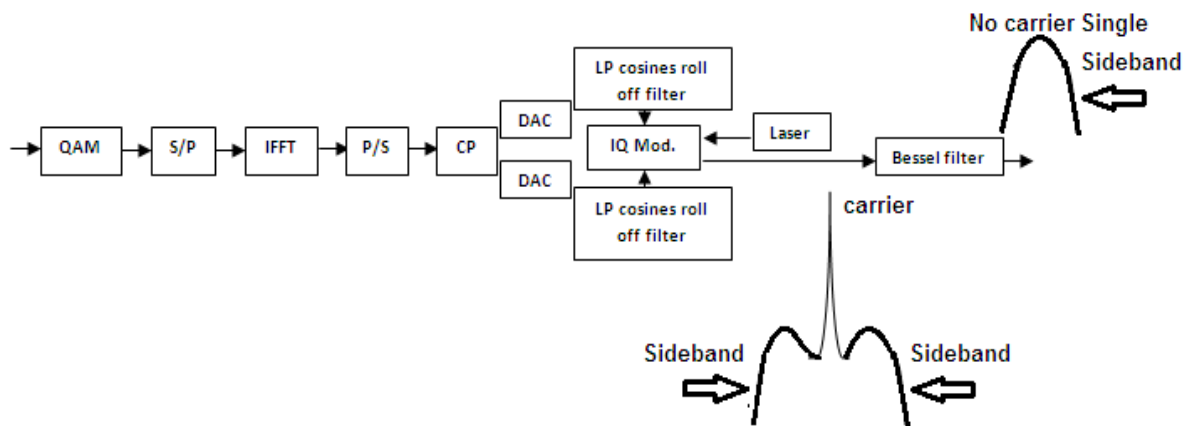 No carrier Single
Sideband
LP cosines roll
off filter
DAC
QAM
S/P
IFFT
P/S
CP
IQ Mod.
Laser
Bessel filter
DAC
LP cosines roll
off filter
carrier
Sideband
Sideband